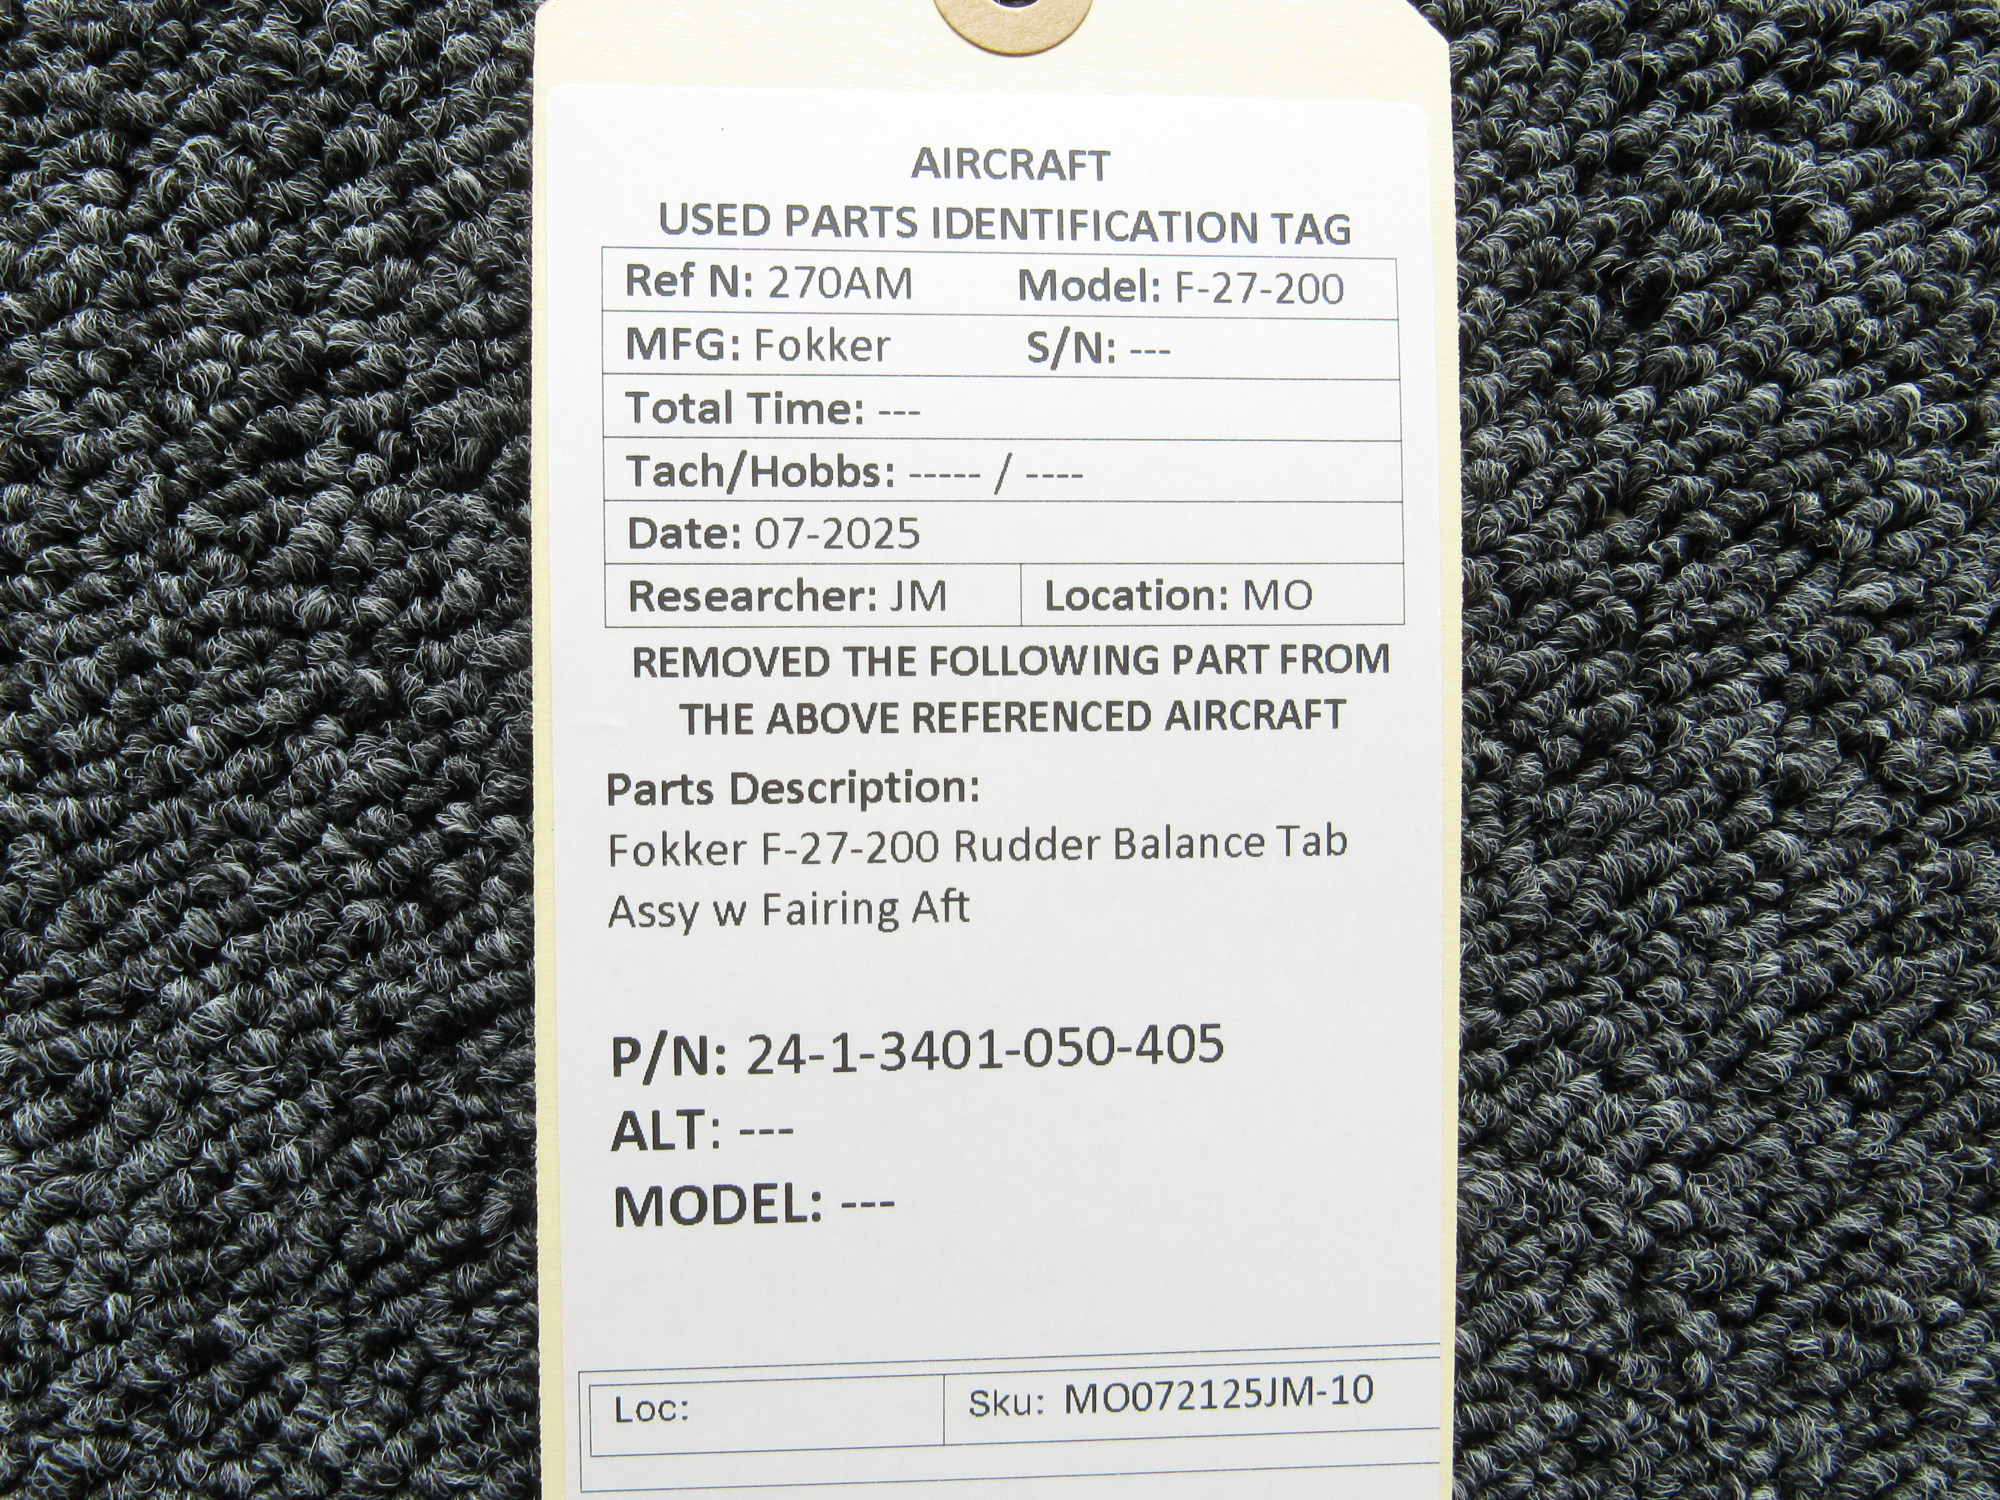 AIRCRAFT
USED PARTS IDENTIFICATION TAG
Ref N: 270AM Model: F-27-200
MFG: Fokker S/N: ---
Total Time: ---
Tach/Hobbs: ----- / ----
Date: 07-2025
Researcher: JM Location: MO
REMOVED THE FOLLOWING PART FROM
THE ABOVE REFERENCED AIRCRAFT
Parts Description:
Fokker F-27-200 Rudder Balance Tab
Assy w Fairing Aft
P/N: 24-1-3401-050-405
ALT: ---
MODEL: ---
Loc: Sku: MO072125JM-10